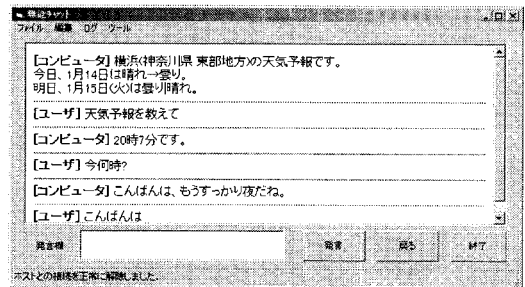 ファイル 編集 ログ ツール
[コンピュータ] 横浜(神奈川県 東部地方)の天気予報です。
今日、1月14日は晴れ→曇り。
明日、1月15日(火)は曇り時々晴れ。
[ユーザ] 天気予報を教えて
[コンピュータ] 20時7分です。
[ユーザ] 今何時?
[コンピュータ] こんばんは、もうすっかり夜だね。
[ユーザ] こんばんは
発言欄
発言
戻る
終了
ホストとの接続を正常に解除しました.